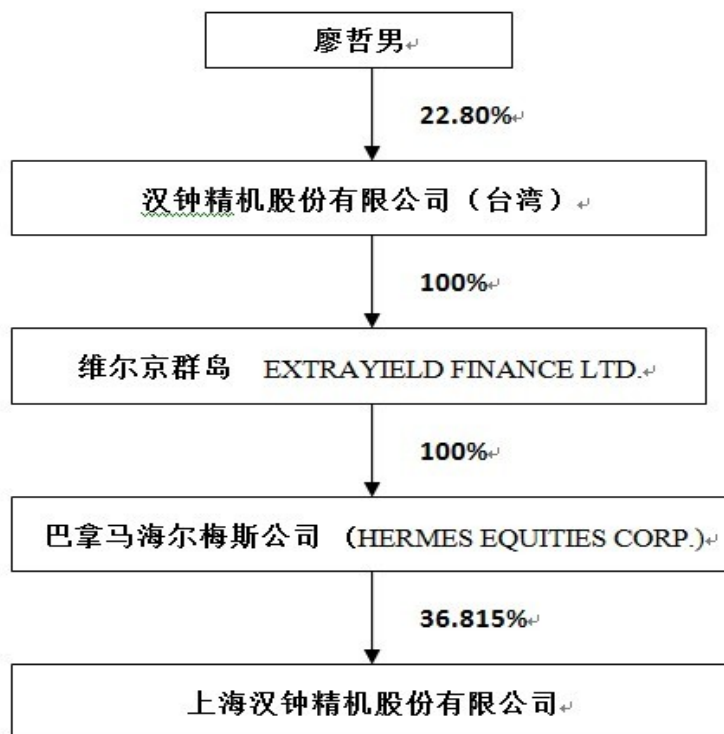 廖哲男
22.80%
汉钟精机股份有限公司（台湾）
100%
维尔京群岛 EXTRAYIELD FINANCE LTD.
100%
巴拿马海尔梅斯公司（HERMES EQUITIES CORP.)
36.815%
上海汉钟精机股份有限公司